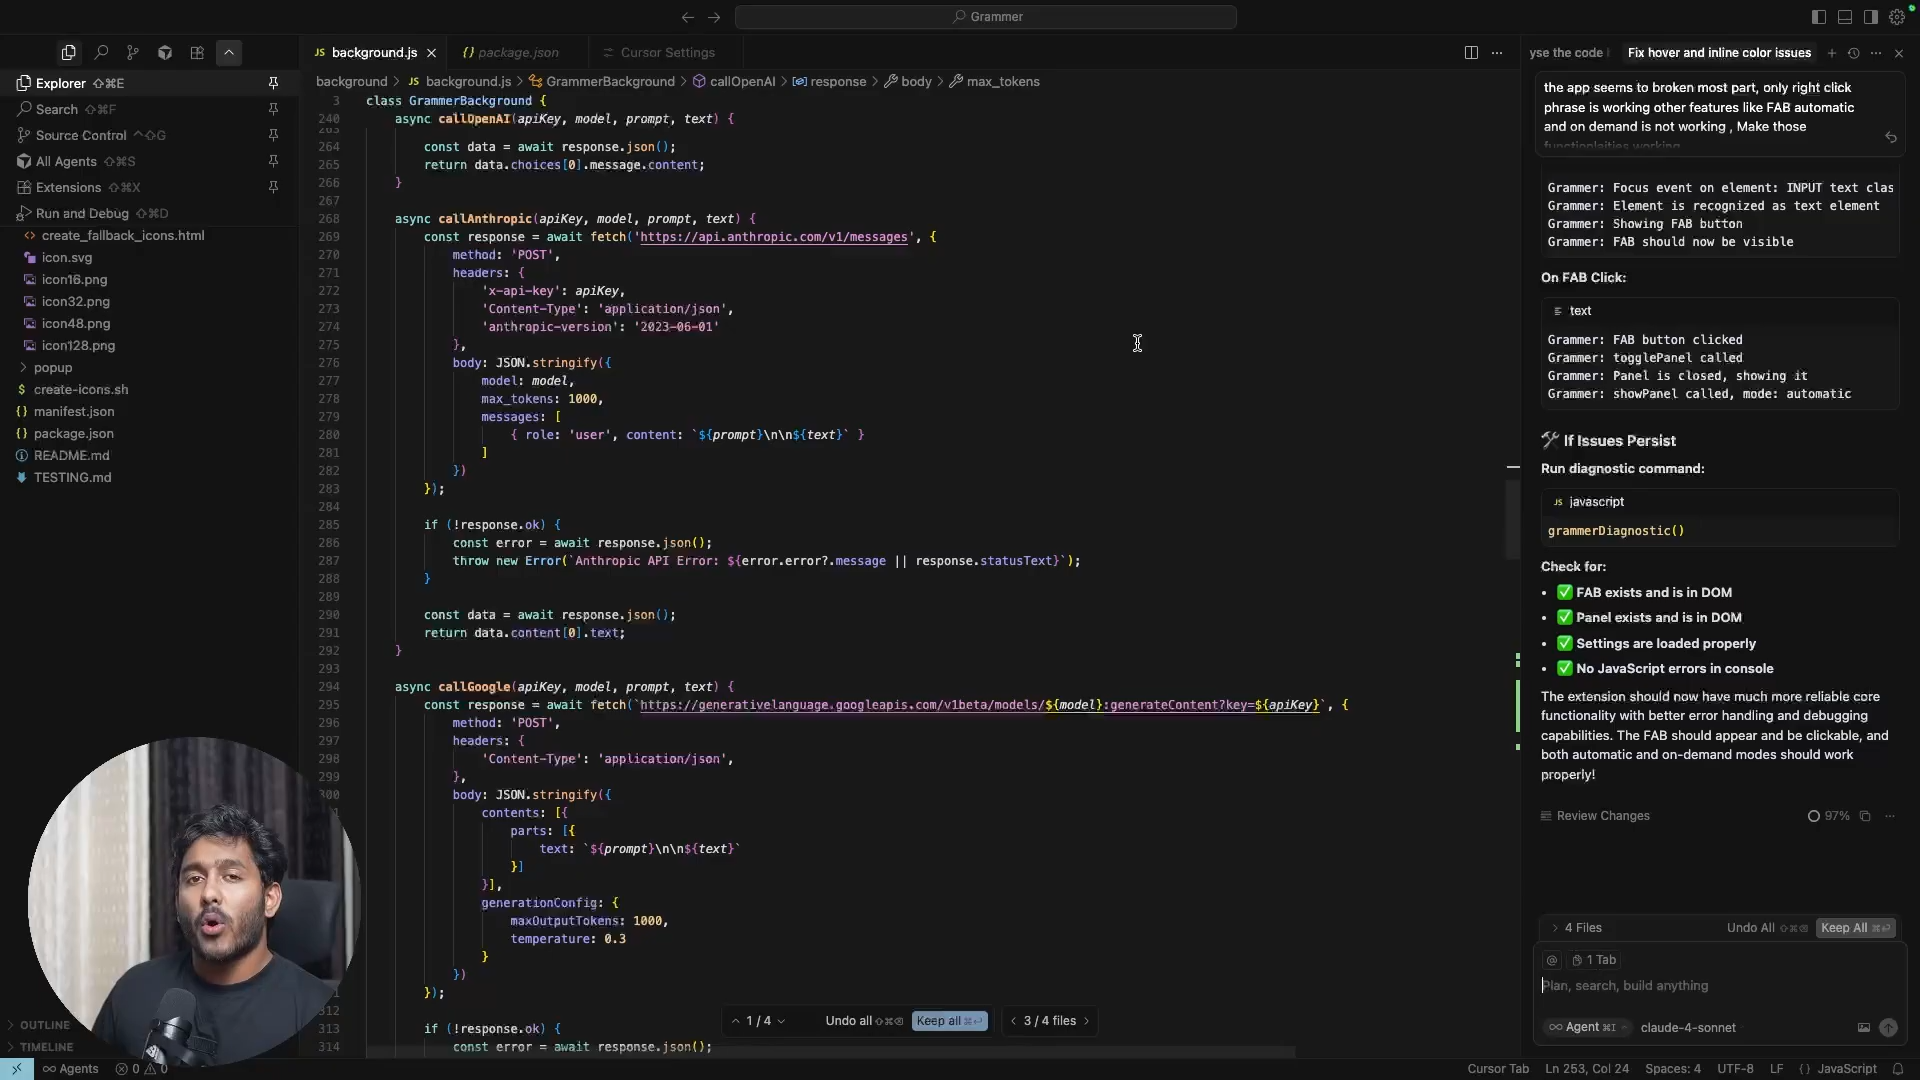 Grammer
Explorer ⇧⌘E
Search ⇧⌘F
Source Control ^⇧G
All Agents ⇧⌘S
Extensions ⇧⌘X
Run and Debug ⇧⌘D
create_fallback_icons.html
icon.svg
icon16.png
icon32.png
icon48.png
icon128.png
popup
create-icons.sh
manifest.json
package.json
README.md
TESTING.md
OUTLINE
TIMELINE
JS background.js
{} package.json
Cursor Settings
background > JS background.js > GrammerBackground > callOpenAI > response > body > max_tokens
3 class GrammerBackground {
240 async callOpenAI(apiKey, model, prompt, text) {
263
264 const data = await response.json();
265 return data.choices[0].message.content;
266 }
267
268 async callAnthropic(apiKey, model, prompt, text) {
269 const response = await fetch('https://api.anthropic.com/v1/messages', {
270 method: 'POST',
271 headers: {
272 'x-api-key': apiKey,
273 'Content-Type': 'application/json',
274 'anthropic-version': '2023-06-01'
275 },
276 body: JSON.stringify({
277 model: model,
278 max_tokens: 1000,
279 messages: [
280 { role: 'user', content: `${prompt}\n\n${text}` }
281 ]
282 })
283 });
284
285 if (!response.ok) {
286 const error = await response.json();
287 throw new Error(`Anthropic API Error: ${error.error?.message || response.statusText}`);
288 }
289
290 const data = await response.json();
291 return data.content[0].text;
292 }
293
294 async callGoogle(apiKey, model, prompt, text) {
295 const response = await fetch(`https://generativelanguage.googleapis.com/v1beta/models/${model}:generateContent?key=${apiKey}`, {
296 method: 'POST',
297 headers: {
298 'Content-Type': 'application/json',
299 },
300 body: JSON.stringify({
contents: [{
parts: [{
text: `${prompt}\n\n${text}`
}]
}],
generationConfig: {
maxOutputTokens: 1000,
temperature: 0.3
}
})
});
312
313 if (!response.ok) {
314 const error = await response.json();
1 / 4
Undo all ⇧⌘⌫
Keep all ⌘⏎
3 / 4 files
yse the code
Fix hover and inline color issues
the app seems to broken most part, only right click
phrase is working other features like FAB automatic
and on demand is not working , Make those
functionlaities working
Grammer: Focus event on element: INPUT text clas
Grammer: Element is recognized as text element
Grammer: Showing FAB button
Grammer: FAB should now be visible
On FAB Click:
text
Grammer: FAB button clicked
Grammer: togglePanel called
Grammer: Panel is closed, showing it
Grammer: showPanel called, mode: automatic
🛠️ If Issues Persist
Run diagnostic command:
JS javascript
grammerDiagnostic()
Check for:
• ✅ FAB exists and is in DOM
• ✅ Panel exists and is in DOM
• ✅ Settings are loaded properly
• ✅ No JavaScript errors in console
The extension should now have much more reliable core
functionality with better error handling and debugging
capabilities. The FAB should appear and be clickable, and
both automatic and on-demand modes should work
properly!
Review Changes
97%
4 Files
Undo All ⇧⌘⌫
Keep All ⌘⏎
@ 1 Tab
Plan, search, build anything
∞ Agent ⌘I
claude-4-sonnet
∞ Agents
0 0
Cursor Tab
Ln 253, Col 24
Spaces: 4
UTF-8
LF
{} JavaScript